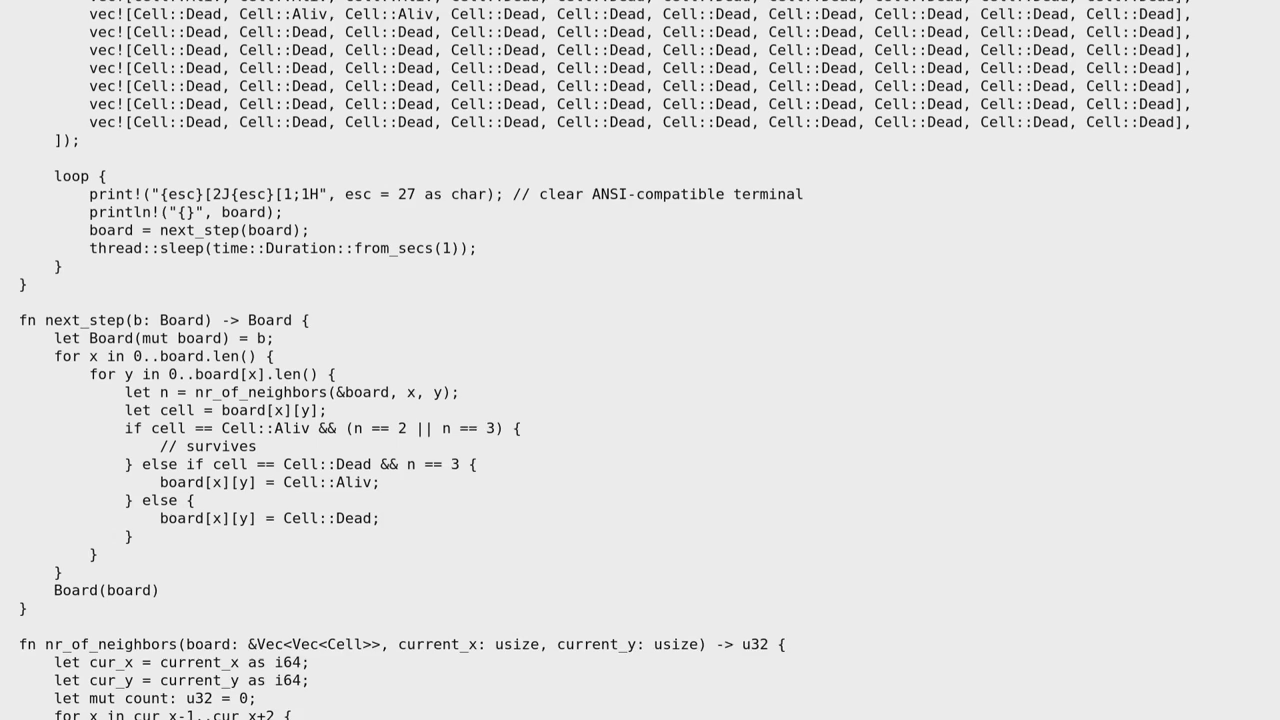 vec![Cell::Dead, Cell::Aliv, Cell::Aliv, Cell::Dead, Cell::Dead, Cell::Dead, Cell::Dead, Cell::Dead, Cell::Dead, Cell::Dead],
vec![Cell::Dead, Cell::Dead, Cell::Dead, Cell::Dead, Cell::Dead, Cell::Dead, Cell::Dead, Cell::Dead, Cell::Dead, Cell::Dead],
vec![Cell::Dead, Cell::Dead, Cell::Dead, Cell::Dead, Cell::Dead, Cell::Dead, Cell::Dead, Cell::Dead, Cell::Dead, Cell::Dead],
vec![Cell::Dead, Cell::Dead, Cell::Dead, Cell::Dead, Cell::Dead, Cell::Dead, Cell::Dead, Cell::Dead, Cell::Dead, Cell::Dead],
vec![Cell::Dead, Cell::Dead, Cell::Dead, Cell::Dead, Cell::Dead, Cell::Dead, Cell::Dead, Cell::Dead, Cell::Dead, Cell::Dead],
vec![Cell::Dead, Cell::Dead, Cell::Dead, Cell::Dead, Cell::Dead, Cell::Dead, Cell::Dead, Cell::Dead, Cell::Dead, Cell::Dead],
vec![Cell::Dead, Cell::Dead, Cell::Dead, Cell::Dead, Cell::Dead, Cell::Dead, Cell::Dead, Cell::Dead, Cell::Dead, Cell::Dead],
]);
loop {
print!("{esc}[2J{esc}[1;1H", esc = 27 as char); // clear ANSI-compatible terminal
println!("{}", board);
board = next_step(board);
thread::sleep(time::Duration::from_secs(1));
}
}
fn next_step(b: Board) -> Board {
let Board(mut board) = b;
for x in 0..board.len() {
for y in 0..board[x].len() {
let n = nr_of_neighbors(&board, x, y);
let cell = board[x][y];
if cell == Cell::Aliv && (n == 2 || n == 3) {
// survives
} else if cell == Cell::Dead && n == 3 {
board[x][y] = Cell::Aliv;
} else {
board[x][y] = Cell::Dead;
}
}
}
Board(board)
}
fn nr_of_neighbors(board: &Vec<Vec<Cell>>, current_x: usize, current_y: usize) -> u32 {
let cur_x = current_x as i64;
let cur_y = current_y as i64;
let mut count: u32 = 0;
for x in cur_x-1..cur_x+2 {